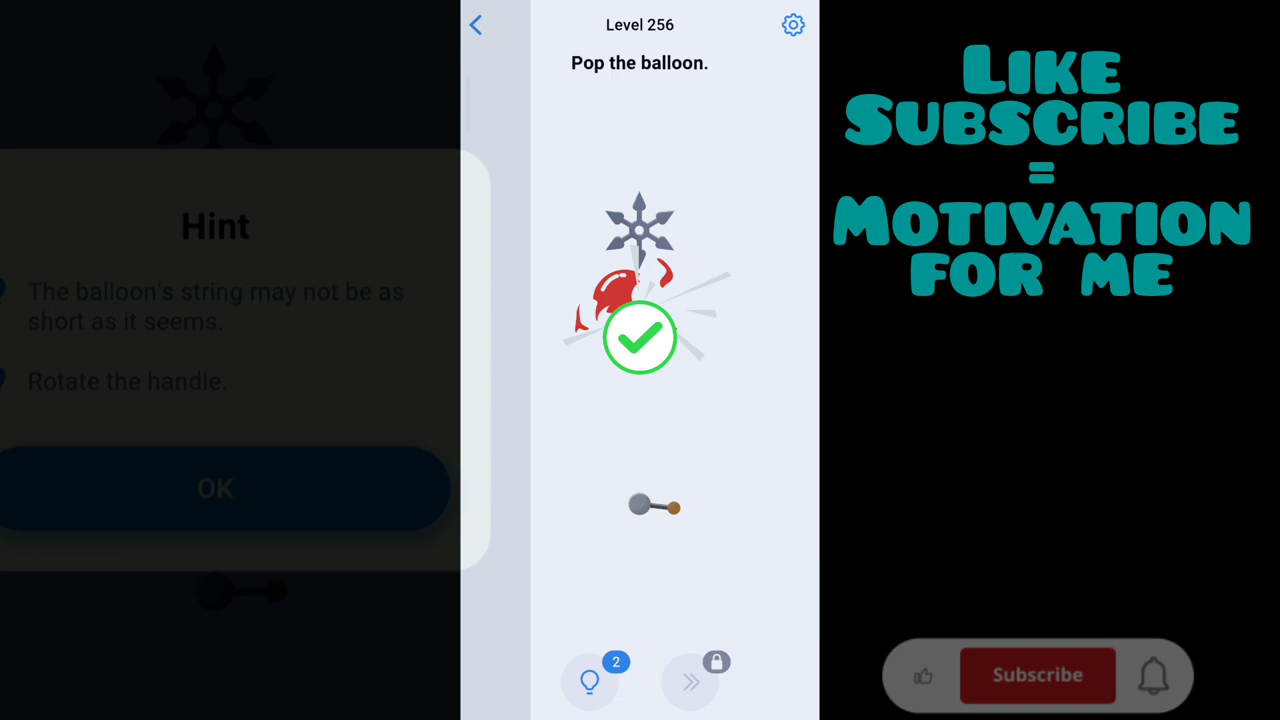 Level 256
Pop the balloon.
Hint
The balloon's string may not be as
short as it seems.
Rotate the handle.
OK
2
LIKE
SUBSCRIBE
=
MOTIVATION
FOR ME
Subscribe